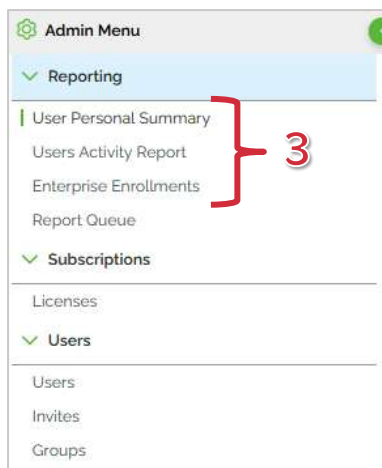 Admin Menu
Reporting
User Personal Summary
Users Activity Report
Enterprise Enrollments
3
Report Queue
Subscriptions
Licenses
Users
Users
Invites
Groups